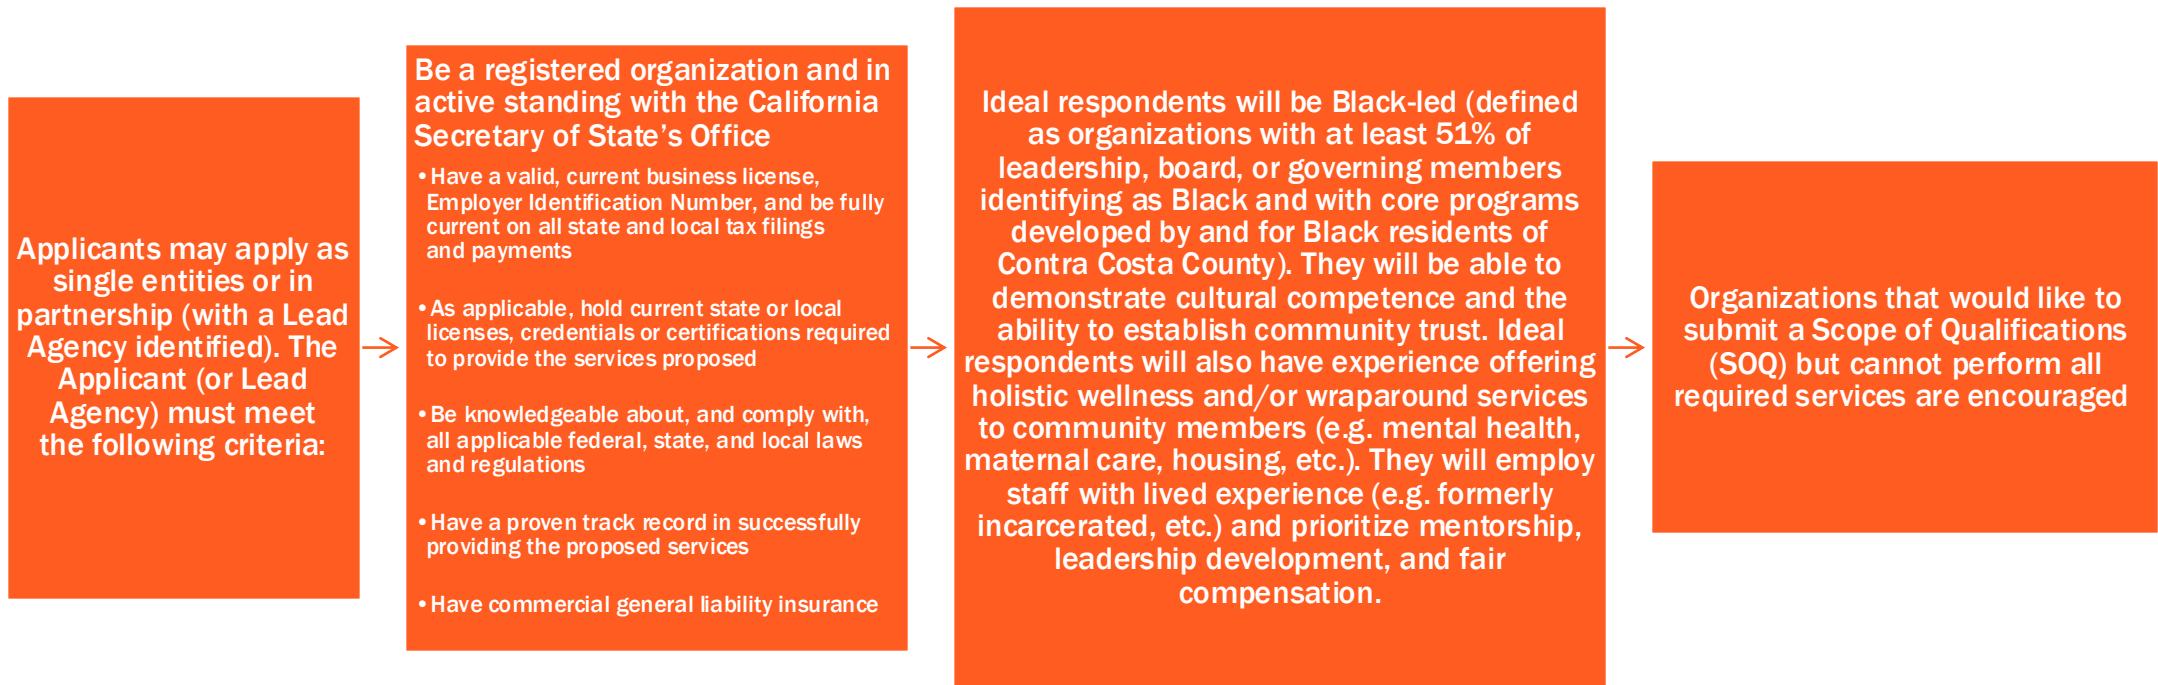 Applicants may apply as
single entities or in
partnership (with a Lead
Agency identified). The
Applicant (or Lead
Agency) must meet
the following criteria:
Be a registered organization and in
active standing with the California
Secretary of State’s Office
•Have a valid, current business license,
Employer Identification Number, and be fully
current on all state and local tax filings
and payments
•As applicable, hold current state or local
licenses, credentials or certifications required
to provide the services proposed
•Be knowledgeable about, and comply with,
all applicable federal, state, and local laws
and regulations
•Have a proven track record in successfully
providing the proposed services
•Have commercial general liability insurance
Ideal respondents will be Black-led (defined
as organizations with at least 51% of
leadership, board, or governing members
identifying as Black and with core programs
developed by and for Black residents of
Contra Costa County). They will be able to
demonstrate cultural competence and the
ability to establish community trust. Ideal
respondents will also have experience offering
holistic wellness and/or wraparound services
to community members (e.g. mental health,
maternal care, housing, etc.). They will employ
staff with lived experience (e.g. formerly
incarcerated, etc.) and prioritize mentorship,
leadership development, and fair
compensation.
Organizations that would like to
submit a Scope of Qualifications
(SOQ) but cannot perform all
required services are encouraged